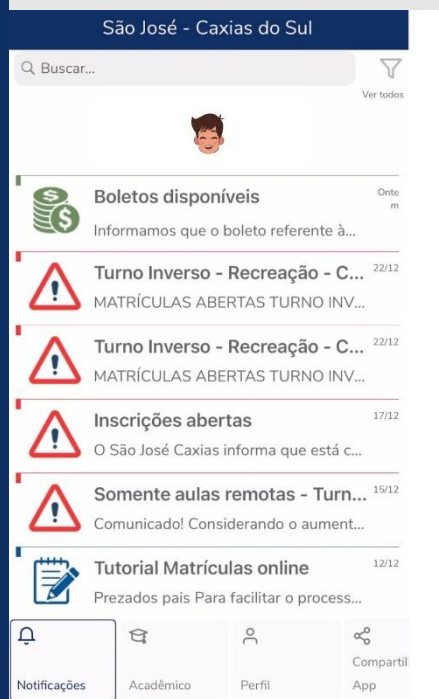 São José - Caxias do Sul
Buscar...
Ver todos
Boletos disponíveis
Onte
m
Informamos que o boleto referente à...
Turno Inverso - Recreação - C...
22/12
MATRÍCULAS ABERTAS TURNO INV...
Turno Inverso - Recreação - C...
22/12
MATRÍCULAS ABERTAS TURNO INV...
Inscrições abertas
17/12
O São José Caxias informa que está c...
Somente aulas remotas - Turn...
15/12
Comunicado! Considerando o aument...
Tutorial Matrículas online
12/12
Prezados pais Para facilitar o process...
Notificações
Acadêmico
Perfil
Compartil
App